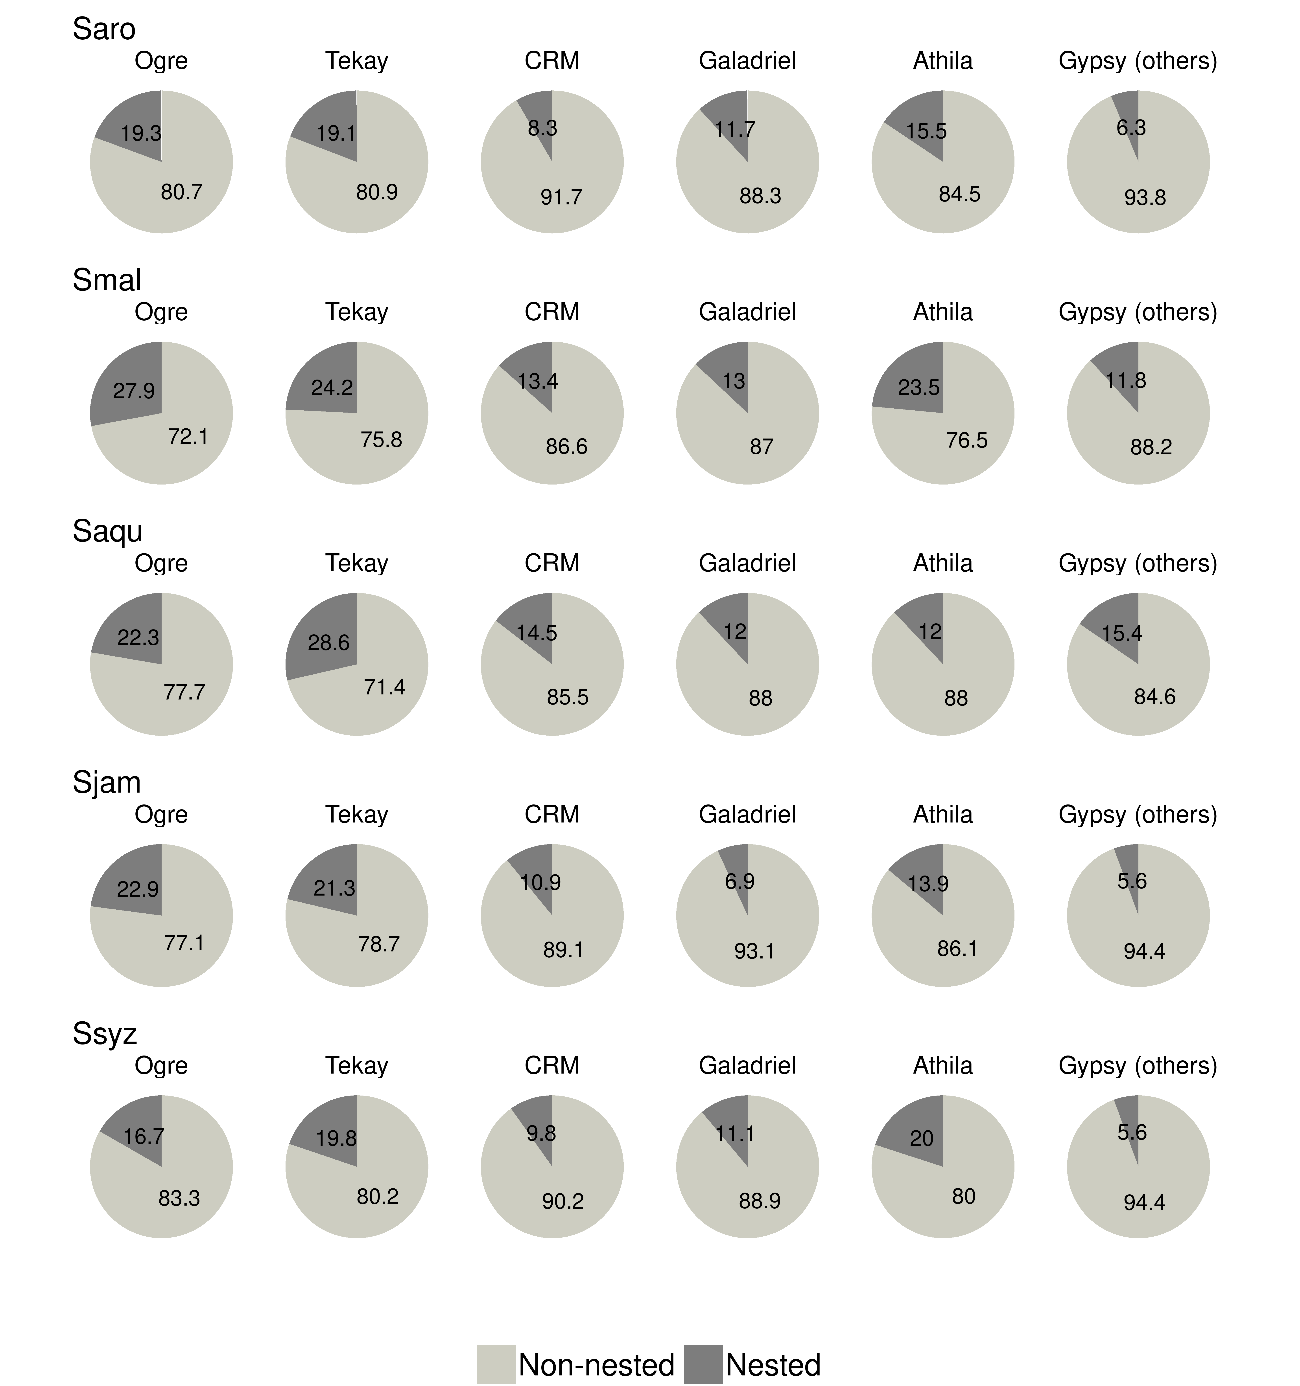 Saro
Ogre Tekay CRM Galadriel Athila Gypsy (others)
19.3 19.1 8.3 11.7 15.5 6.3
80.7 80.9 91.7 88.3 84.5 93.8
Smal
Ogre Tekay CRM Galadriel Athila Gypsy (others)
27.9 24.2 13.4 13 23.5 11.8
72.1 75.8 86.6 87 76.5 88.2
Saqu
Ogre Tekay CRM Galadriel Athila Gypsy (others)
22.3 28.6 14.5 12 12 15.4
77.7 71.4 85.5 88 88 84.6
Sjam
Ogre Tekay CRM Galadriel Athila Gypsy (others)
22.9 21.3 10.9 6.9 13.9 5.6
77.1 78.7 89.1 93.1 86.1 94.4
Ssyz
Ogre Tekay CRM Galadriel Athila Gypsy (others)
16.7 19.8 9.8 11.1 20 5.6
83.3 80.2 90.2 88.9 80 94.4
Non-nested Nested